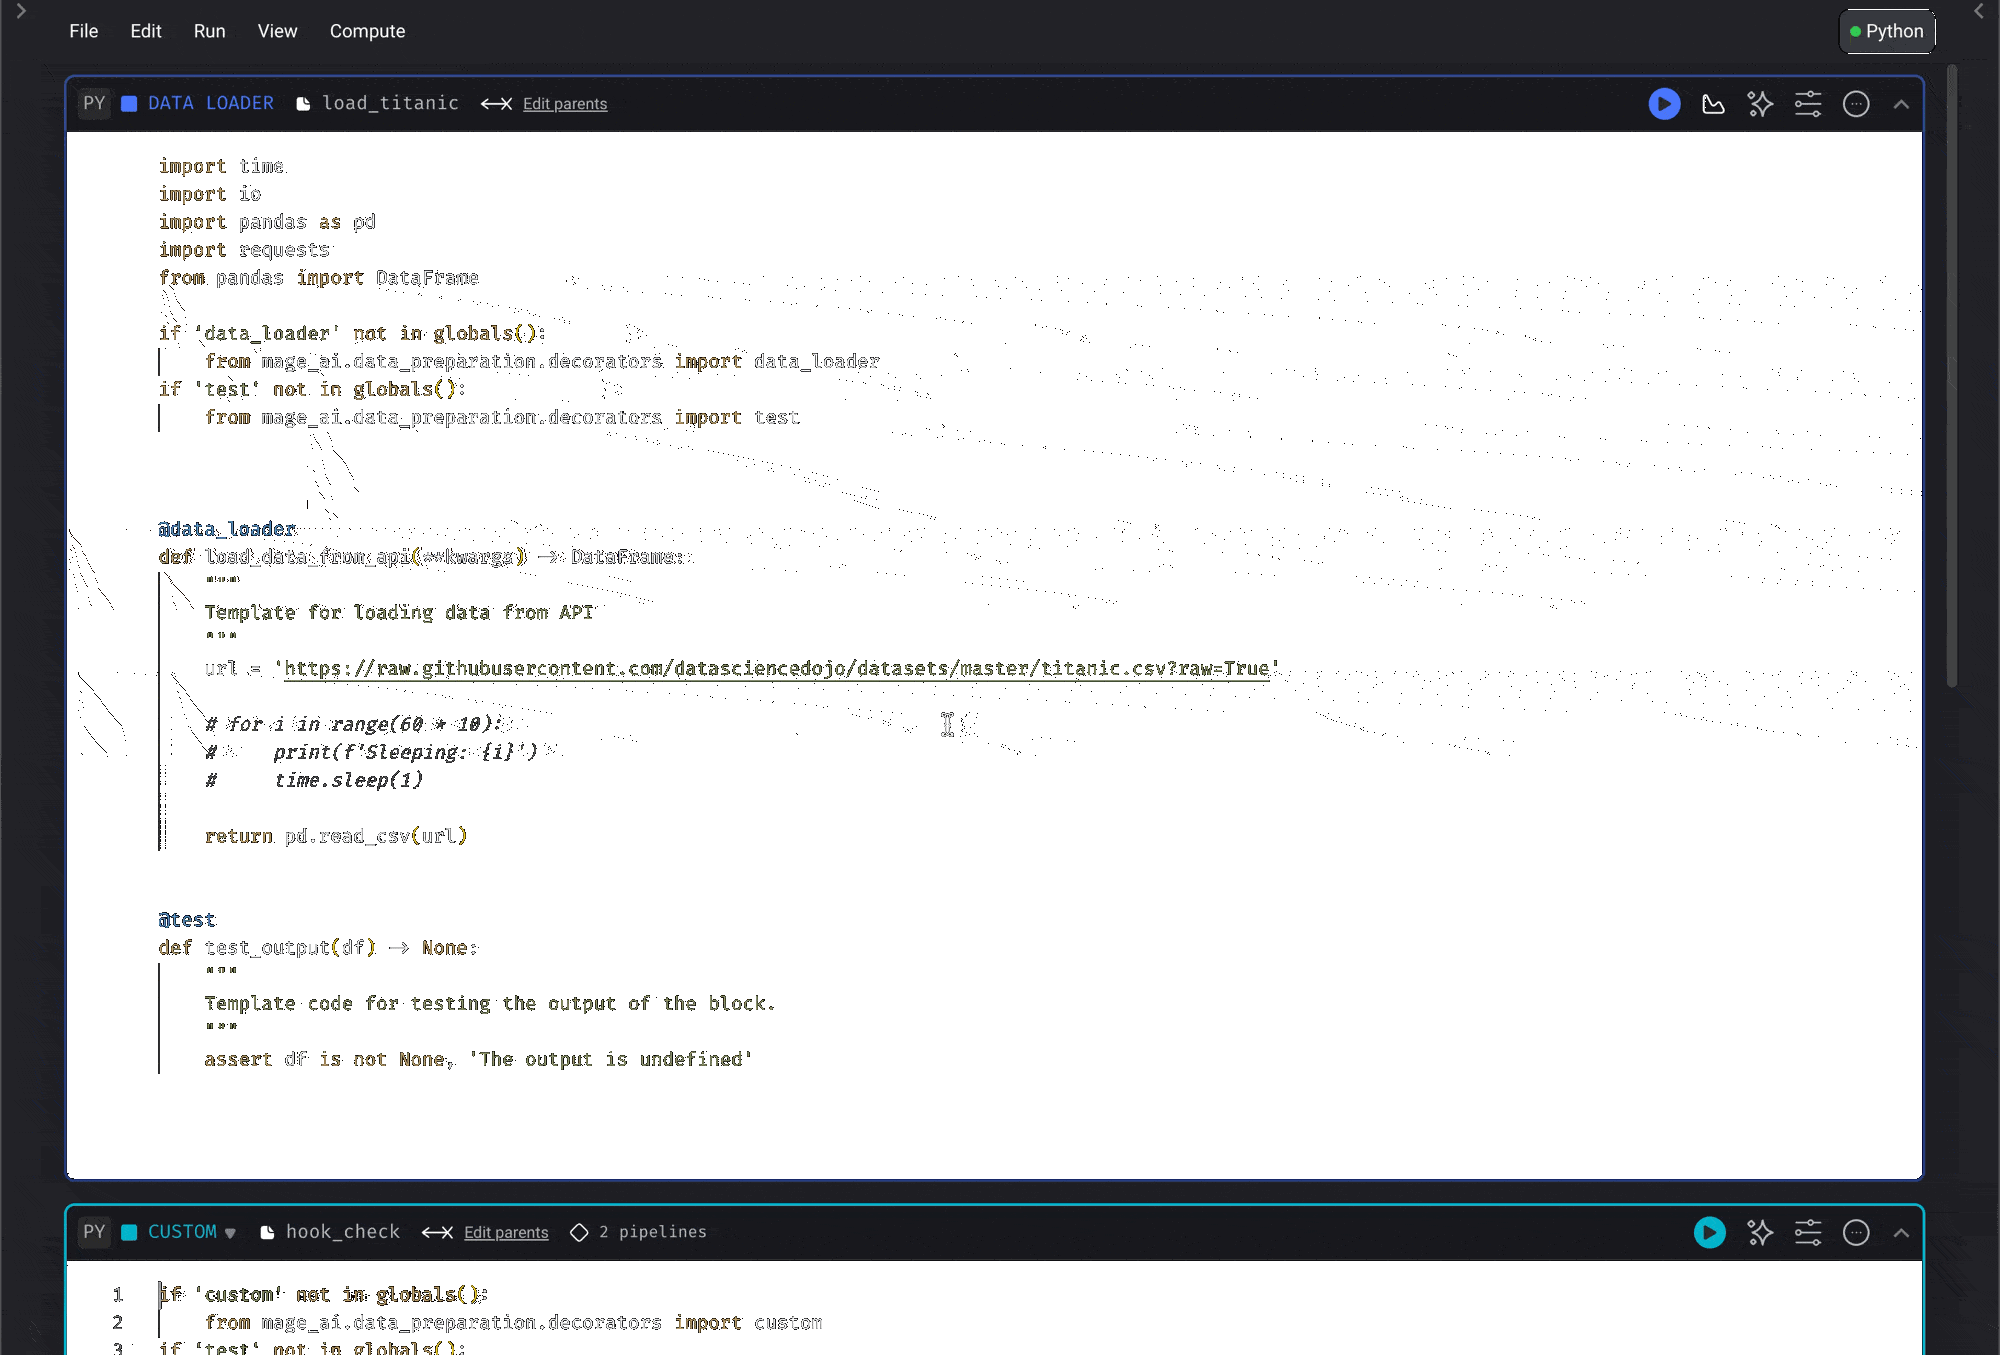 File Edit Run View Compute Python
PY DATA LOADER load_titanic Edit parents
import time
import io
import pandas as pd
import requests
from pandas import DataFrame
if 'data_loader' not in globals():
    from mage_ai.data_preparation.decorators import data_loader
if 'test' not in globals():
    from mage_ai.data_preparation.decorators import test
@data_loader
def load_data_from_api(**kwargs) -> DataFrame:
    """
    Template for loading data from API
    """
    url = 'https://raw.githubusercontent.com/datasciencedojo/datasets/master/titanic.csv?raw=True'
    # for i in range(60 * 10):
    #     print(f'Sleeping: {i}')
    #     time.sleep(1)
    return pd.read_csv(url)
@test
def test_output(df) -> None:
    """
    Template code for testing the output of the block.
    """
    assert df is not None, 'The output is undefined'
PY CUSTOM hook_check Edit parents 2 pipelines
1 if 'custom' not in globals():
2     from mage_ai.data_preparation.decorators import custom
3 if 'test' not in globals():